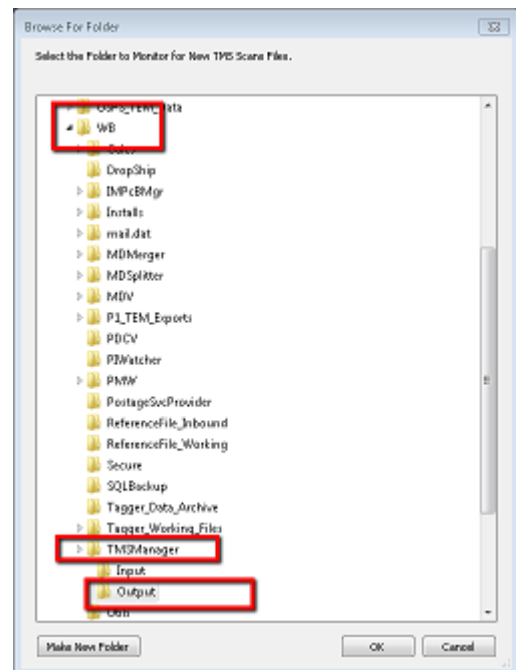 Browse For Folder
Select the Folder to Monitor for New TMS Scans Files.
USPS_TEM_Data
WB
DropShip
IMPcBMgr
Installs
mail.dat
MDMerger
MDSplitter
MDV
P1_TEM_Exports
PDCV
PIWatcher
PMW
PostageSvcProvider
ReferenceFile_Inbound
ReferenceFile_Working
Secure
SQLBackup
Tagger_Data_Archive
Tagger_Working_Files
TMSManager
Input
Output
Util
Make New Folder
OK
Cancel